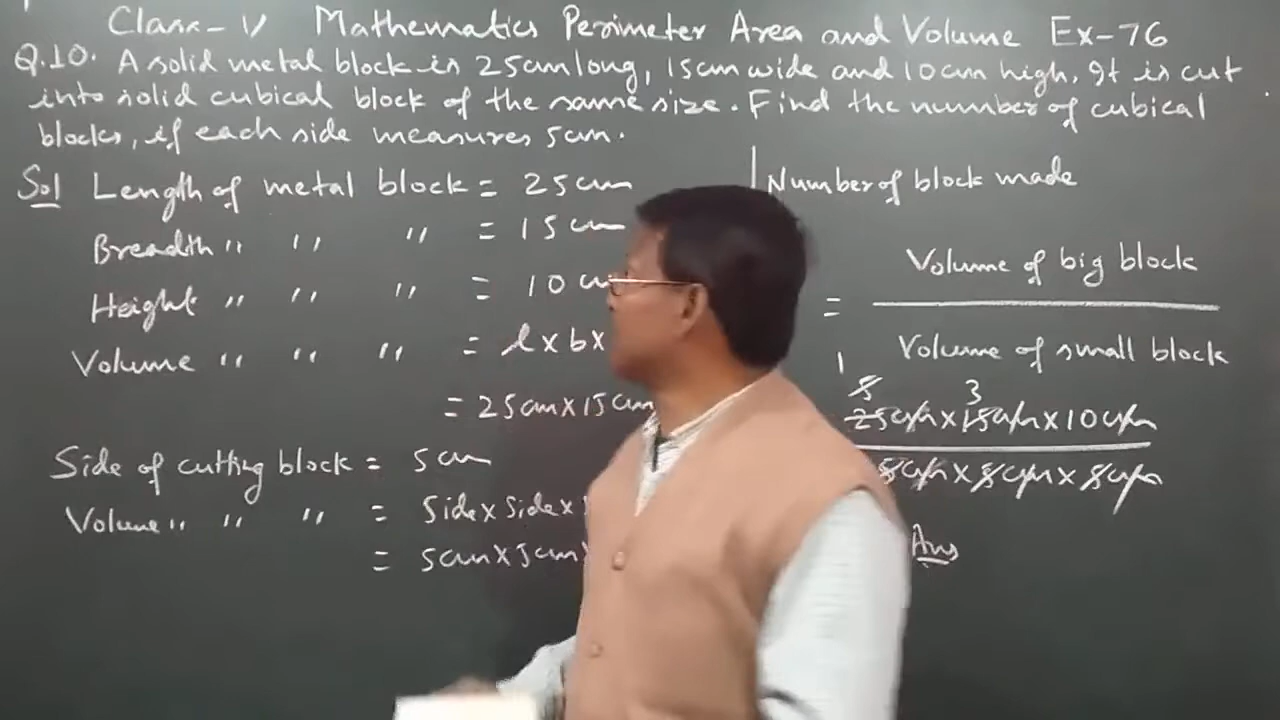 Class-V Mathematics Perimeter Area and Volume Ex-76
Q.10. A solid metal block is 25cm long, 15cm wide and 10cm high. It is cut
into solid cubical block of the same size. Find the number of cubical
blocks, if each side measures 5cm.
Sol Length of metal block = 25cm
Breadth " " " = 15cm
Height " " " = 10c
Volume " " " = l×b×
= 25cm×15cm
Side of cutting block = 5cm
Volume " " " = Side×Side×
= 5cm×5cm×
Number of block made
= Volume of big block
Volume of small block
1
5 3
25cm×15cm×10cm
5cm×5cm×5cm
Ans